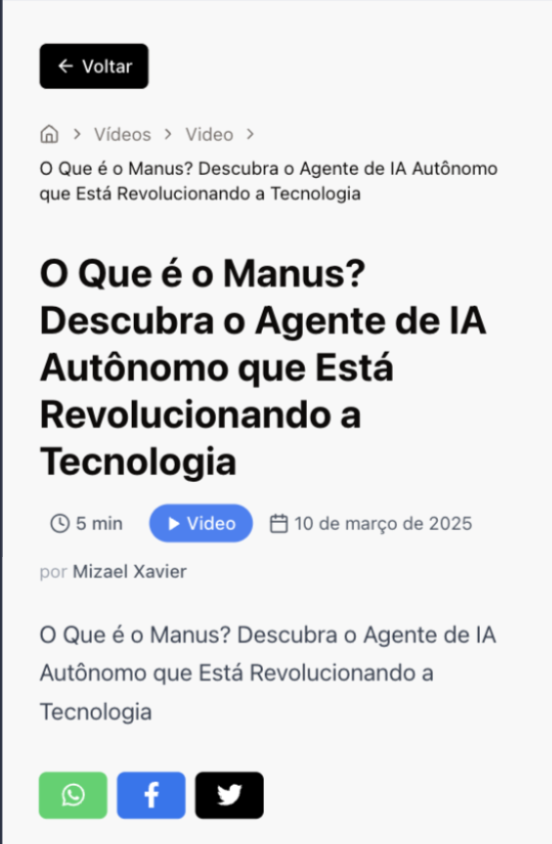 Voltar
Vídeos > Video >
O Que é o Manus? Descubra o Agente de IA Autônomo
que Está Revolucionando a Tecnologia
O Que é o Manus?
Descubra o Agente de IA
Autônomo que Está
Revolucionando a
Tecnologia
5 min Video 10 de março de 2025
por Mizael Xavier
O Que é o Manus? Descubra o Agente de IA
Autônomo que Está Revolucionando a
Tecnologia